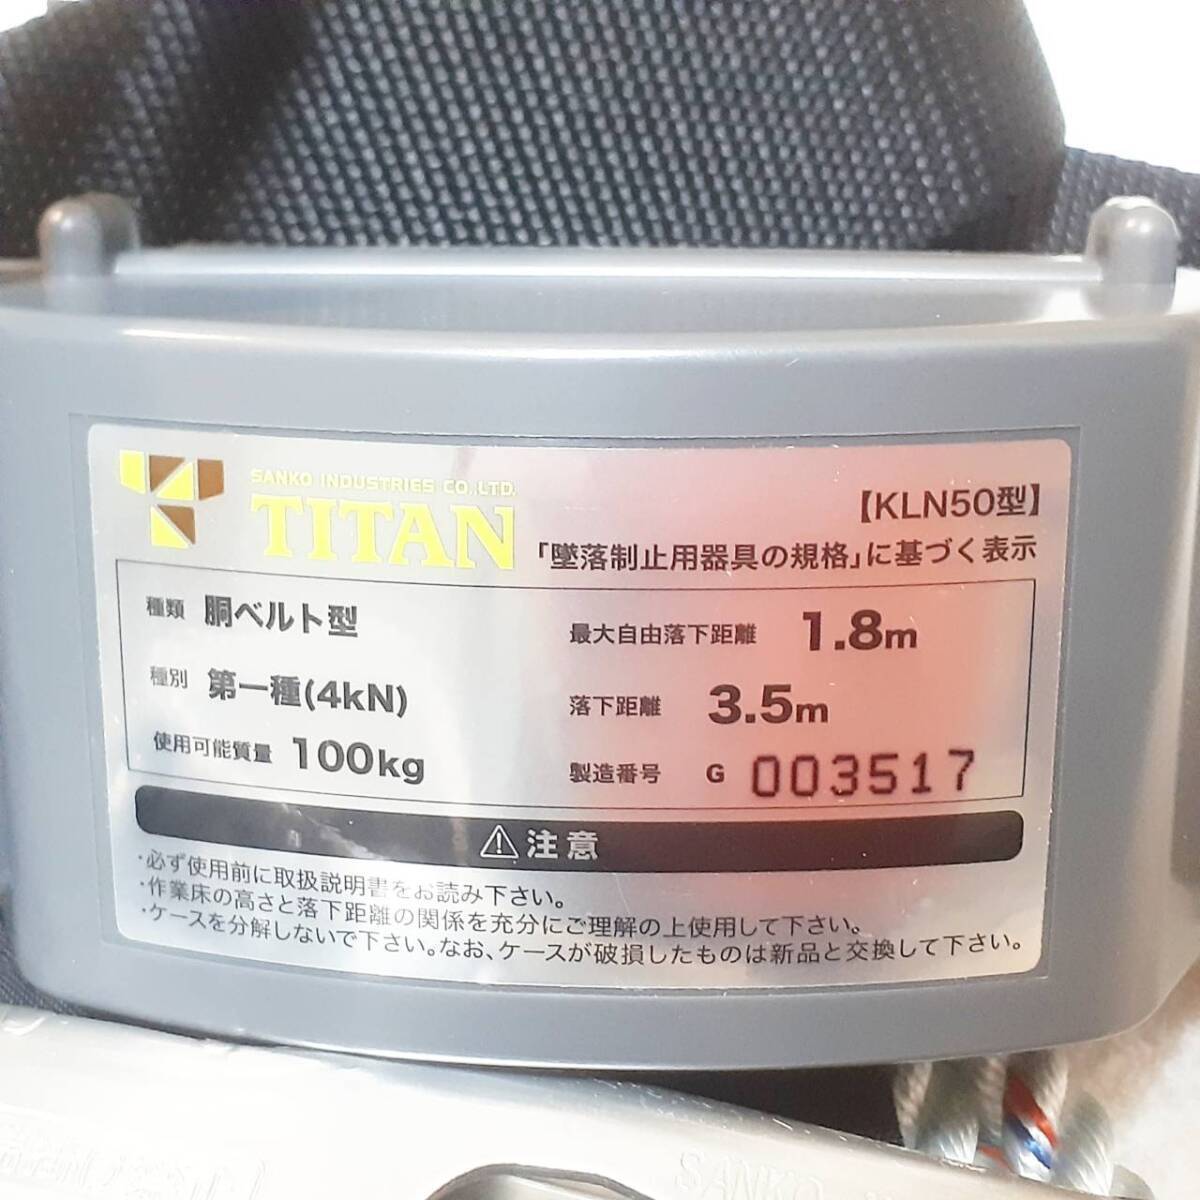 SANKO INDUSTRIES CO.,LTD.
TITAN
【KLN50型】
「墜落制止用器具の規格」に基づく表示
種類 胴ベルト型
最大自由落下距離 1.8m
種別 第一種(4kN)
落下距離 3.5m
使用可能質量 100kg
製造番号 G 003517
⚠注意
・必ず使用前に取扱説明書をお読み下さい。
・作業床の高さと落下距離の関係を充分にご理解の上使用して下さい。
・ケースを分解しないで下さい。なお、ケースが破損したものは新品と交換して下さい。
SANKO